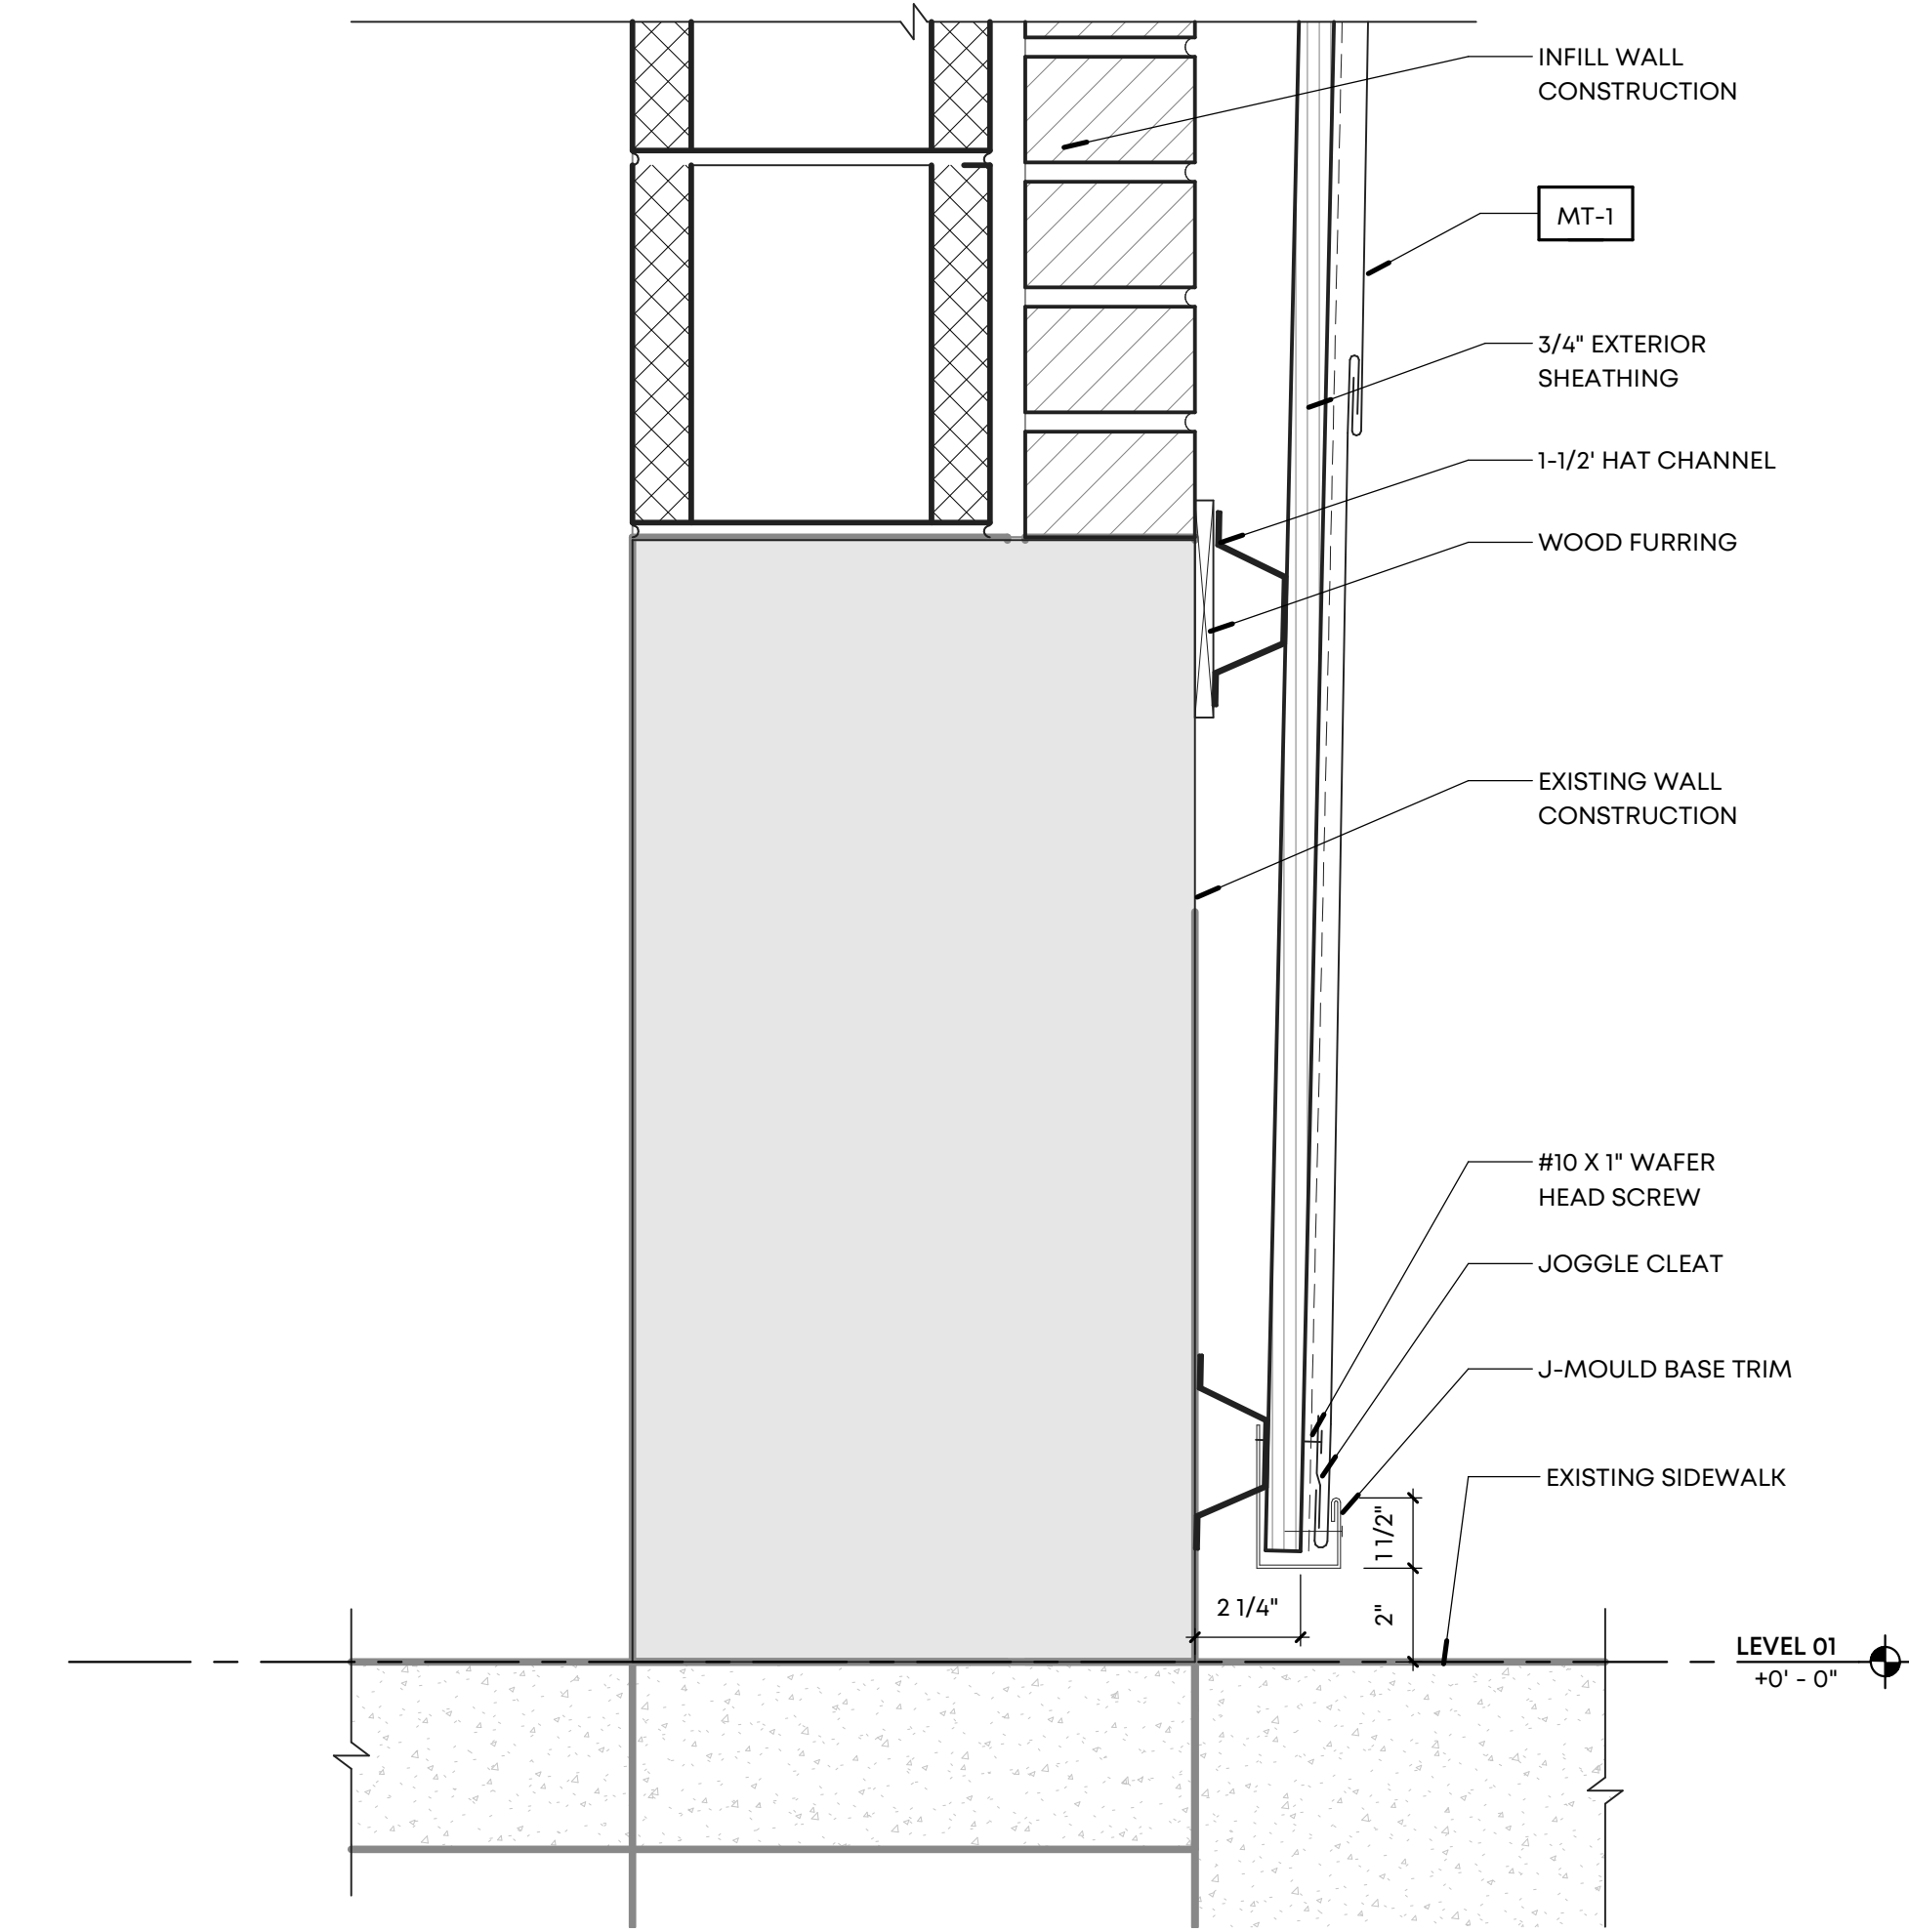 INFILL WALL
CONSTRUCTION
MT-1
3/4" EXTERIOR
SHEATHING
1-1/2' HAT CHANNEL
WOOD FURRING
EXISTING WALL
CONSTRUCTION
#10 X 1" WAFER
HEAD SCREW
JOGGLE CLEAT
J-MOULD BASE TRIM
EXISTING SIDEWALK
1 1/2"
2 1/4"
2"
LEVEL 01
+0' - 0"